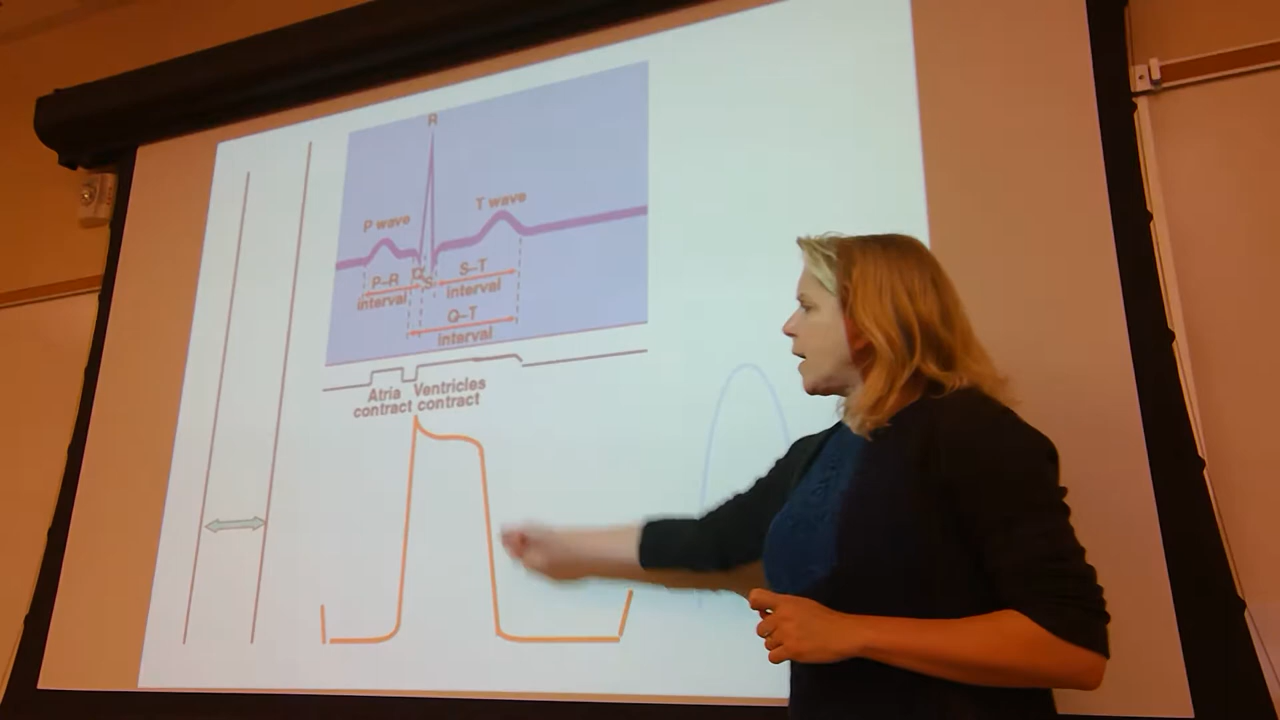 R
P wave
T wave
Q
S
P–R
interval
S–T
interval
Q–T
interval
Atria
contract
Ventricles
contract